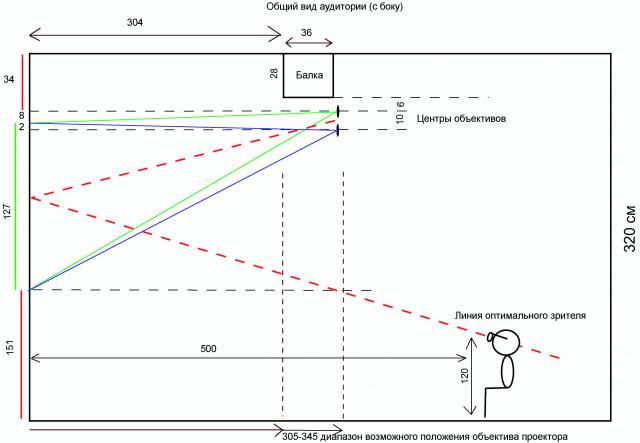 Общий вид аудитории (с боку)
304
36
34
28
Балка
8
2
10
6
Центры объективов
127
320 см
Линия оптимального зрителя
151
500
120
305-345 диапазон возможного положения объектива проектора